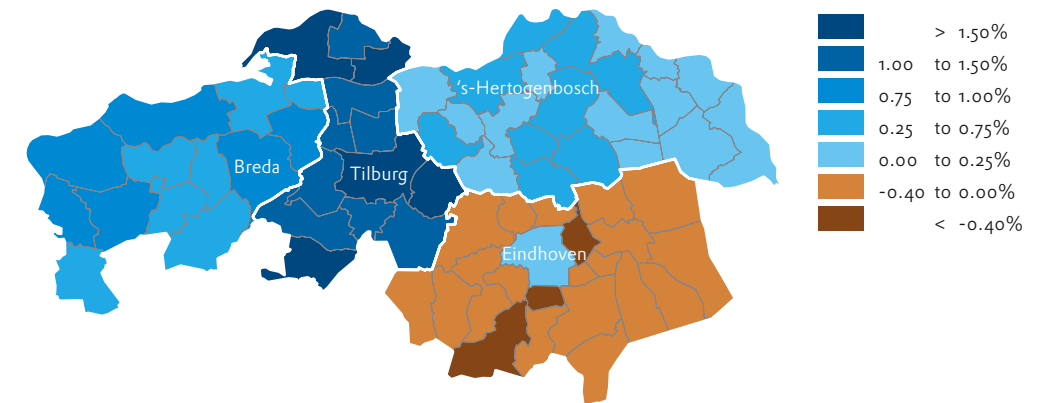 > 1.50%
1.00 to 1.50%
0.75 to 1.00%
0.25 to 0.75%
0.00 to 0.25%
-0.40 to 0.00%
< -0.40%
's-Hertogenbosch
Breda
Tilburg
Eindhoven